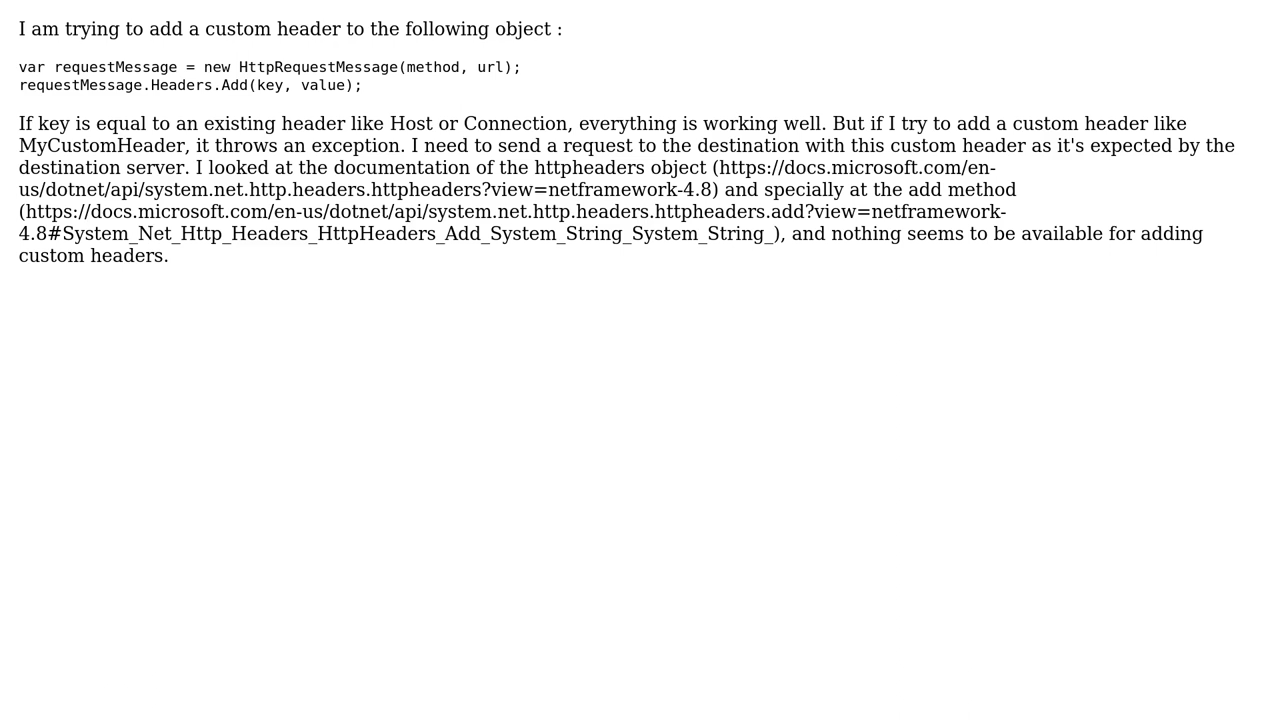 I am trying to add a custom header to the following object :
var requestMessage = new HttpRequestMessage(method, url);
requestMessage.Headers.Add(key, value);
If key is equal to an existing header like Host or Connection, everything is working well. But if I try to add a custom header like
MyCustomHeader, it throws an exception. I need to send a request to the destination with this custom header as it's expected by the
destination server. I looked at the documentation of the httpheaders object (https://docs.microsoft.com/en-
us/dotnet/api/system.net.http.headers.httpheaders?view=netframework-4.8) and specially at the add method
(https://docs.microsoft.com/en-us/dotnet/api/system.net.http.headers.httpheaders.add?view=netframework-
4.8#System_Net_Http_Headers_HttpHeaders_Add_System_String_System_String_), and nothing seems to be available for adding
custom headers.